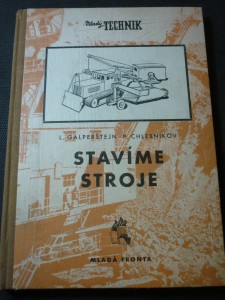 Mladý TECHNIK
L. GALPERŠTEJN - P. CHLEBNIKOV
STAVÍME
STROJE
MLADÁ FRONTA